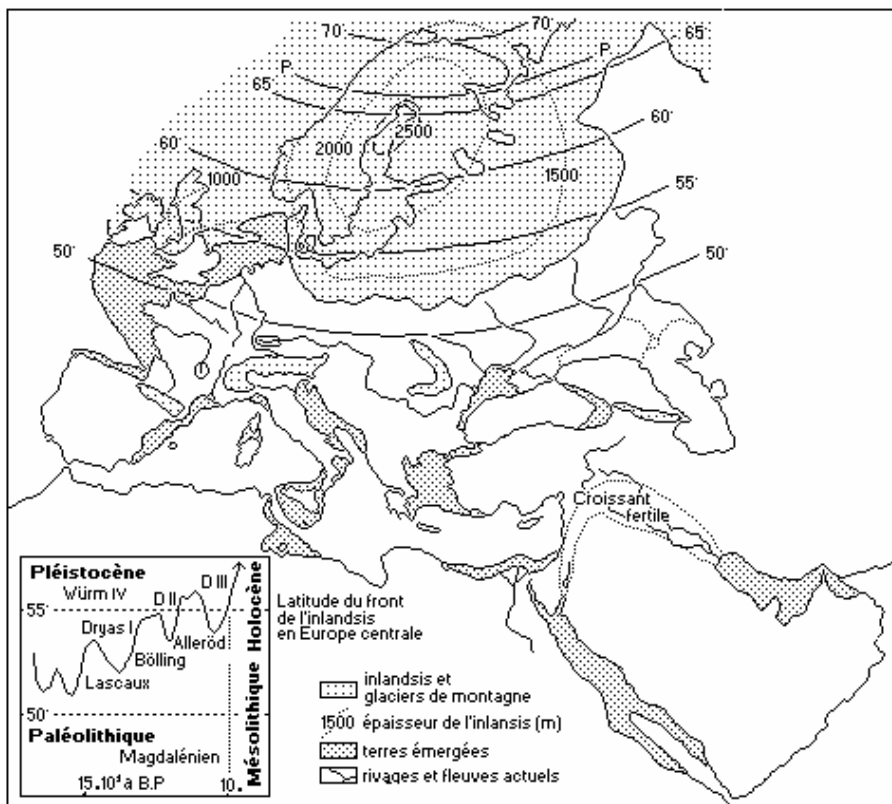 70°
70°
65°
P
P
65°
60°
2500
2000
60°
1000
1500
55°
50°
50°
Croissant
fertile
Pléistocène
Würm IV
D II
D III
55°
Dryas I
Alleröd
Bölling
Lascaux
50°
Paléolithique
Magdalénien
15.10³a B.P
10.
Mésolithique Holocène
Latitude du front
de l'inlandsis
en Europe centrale
inlandsis et
glaciers de montagne
1500 épaisseur de l'inlansis (m)
terres émergées
rivages et fleuves actuels